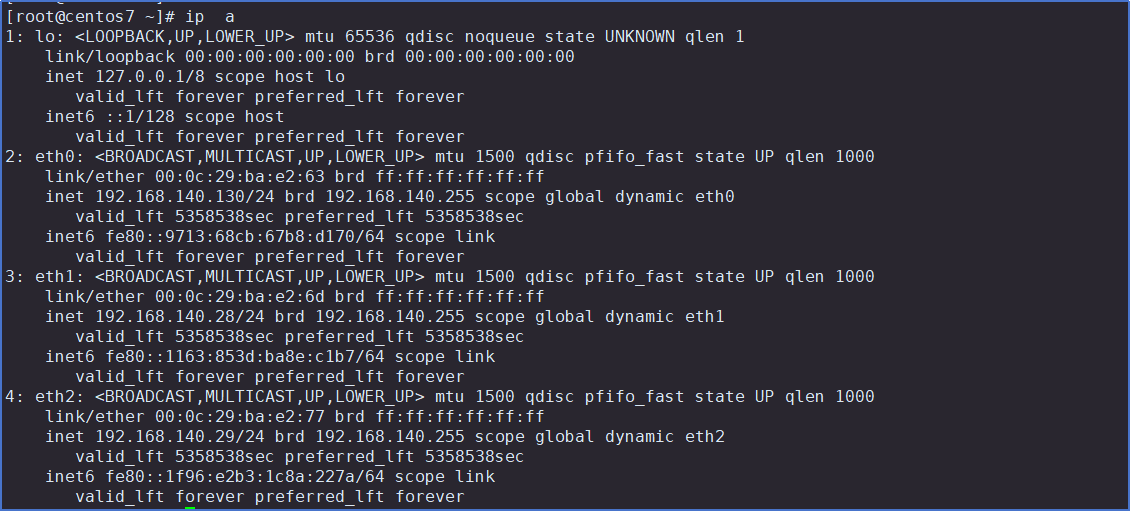 [root@centos7 ~]# ip  a
1: lo: <LOOPBACK,UP,LOWER_UP> mtu 65536 qdisc noqueue state UNKNOWN qlen 1
    link/loopback 00:00:00:00:00:00 brd 00:00:00:00:00:00
    inet 127.0.0.1/8 scope host lo
       valid_lft forever preferred_lft forever
    inet6 ::1/128 scope host
       valid_lft forever preferred_lft forever
2: eth0: <BROADCAST,MULTICAST,UP,LOWER_UP> mtu 1500 qdisc pfifo_fast state UP qlen 1000
    link/ether 00:0c:29:ba:e2:63 brd ff:ff:ff:ff:ff:ff
    inet 192.168.140.130/24 brd 192.168.140.255 scope global dynamic eth0
       valid_lft 5358538sec preferred_lft 5358538sec
    inet6 fe80::9713:68cb:67b8:d170/64 scope link
       valid_lft forever preferred_lft forever
3: eth1: <BROADCAST,MULTICAST,UP,LOWER_UP> mtu 1500 qdisc pfifo_fast state UP qlen 1000
    link/ether 00:0c:29:ba:e2:6d brd ff:ff:ff:ff:ff:ff
    inet 192.168.140.28/24 brd 192.168.140.255 scope global dynamic eth1
       valid_lft 5358538sec preferred_lft 5358538sec
    inet6 fe80::1163:853d:ba8e:c1b7/64 scope link
       valid_lft forever preferred_lft forever
4: eth2: <BROADCAST,MULTICAST,UP,LOWER_UP> mtu 1500 qdisc pfifo_fast state UP qlen 1000
    link/ether 00:0c:29:ba:e2:77 brd ff:ff:ff:ff:ff:ff
    inet 192.168.140.29/24 brd 192.168.140.255 scope global dynamic eth2
       valid_lft 5358538sec preferred_lft 5358538sec
    inet6 fe80::1f96:e2b3:1c8a:227a/64 scope link
       valid_lft forever preferred_lft forever